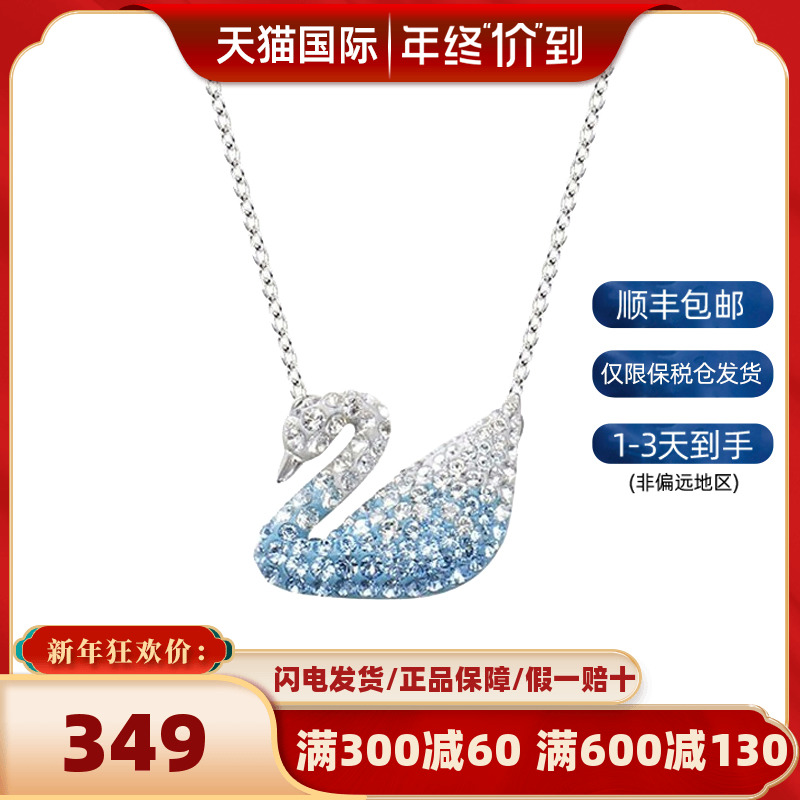 天猫国际 年终“价”到
顺丰包邮
仅限保税仓发货
1-3天到手
(非偏远地区)
新年狂欢价：
闪电发货/正品保障/假一赔十
349
满300减60 满600减130